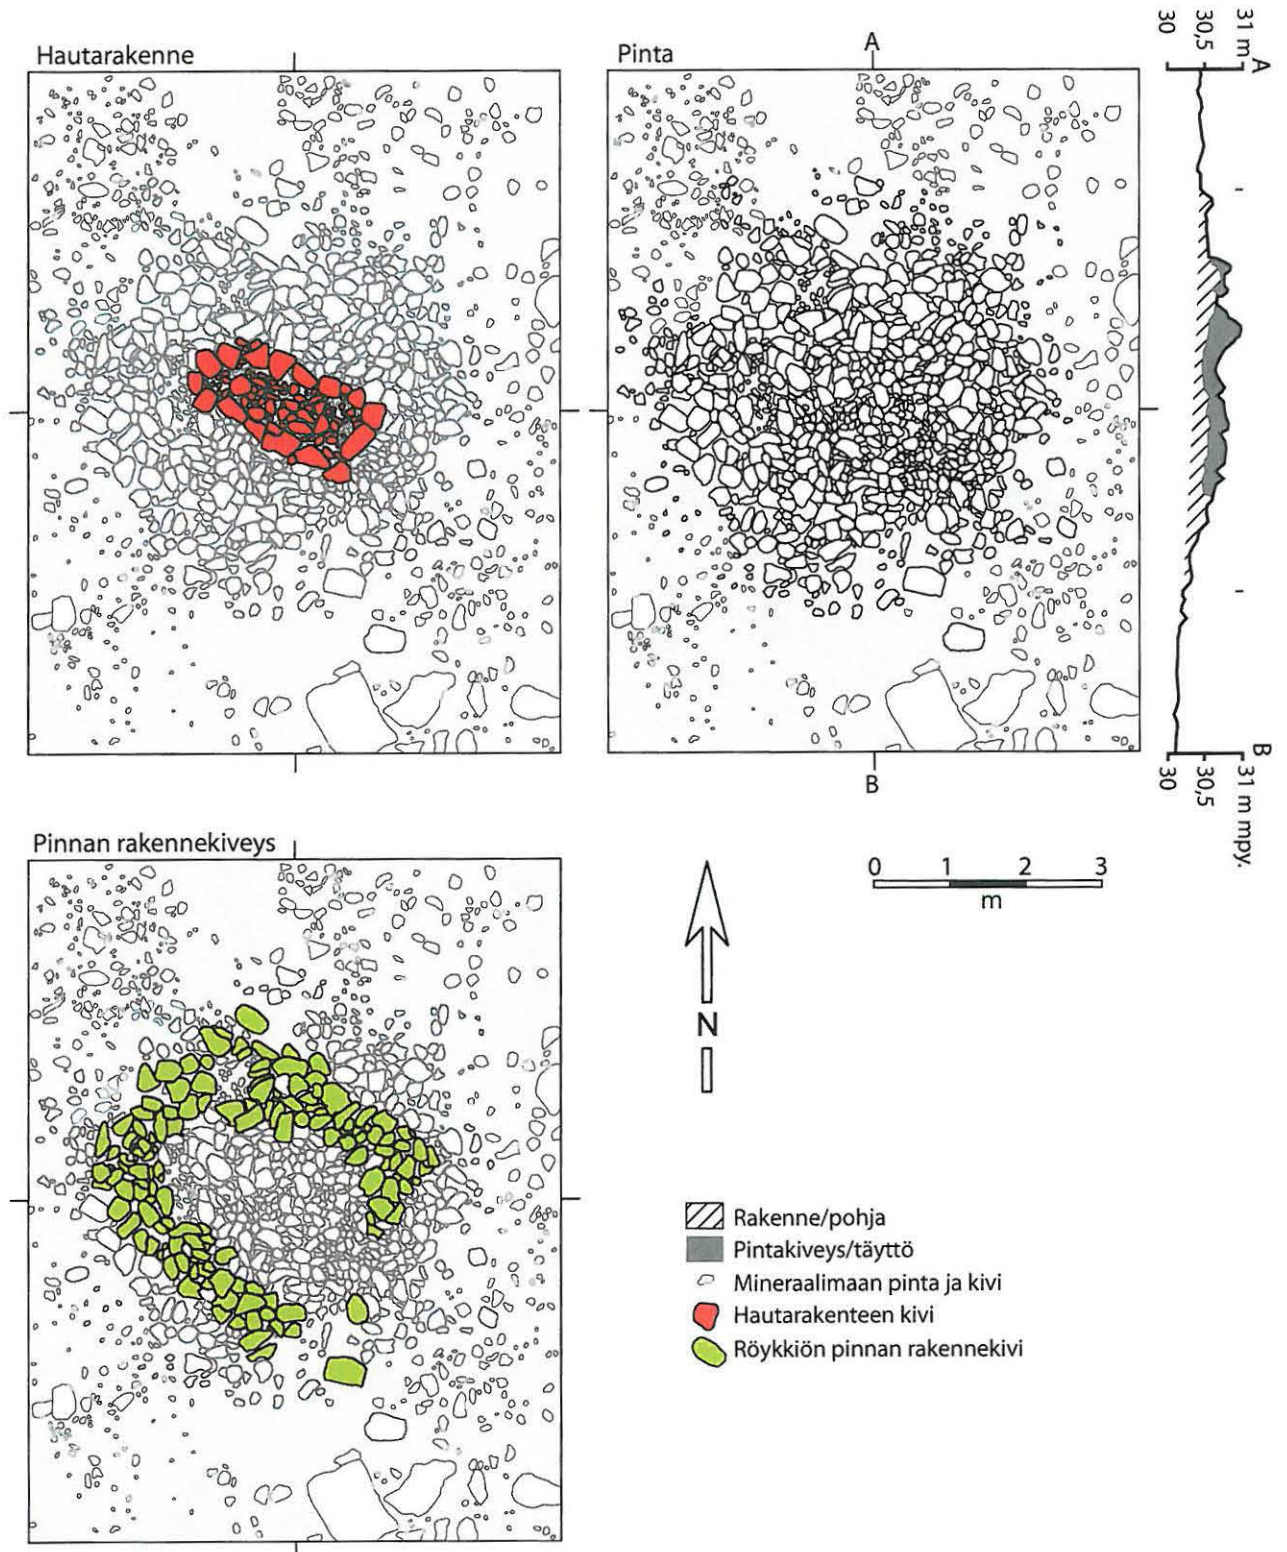 Hautarakenne
Pinta
A
B
30
30,5
31 m
A
B
30
30,5
31 m mpy.
Pinnan rakennekiveys
0 1 2 3
m
N
Rakenne/pohja
Pintakiveys/täyttö
Mineraalimaan pinta ja kivi
Hautarakenteen kivi
Röykkiön pinnan rakennekivi